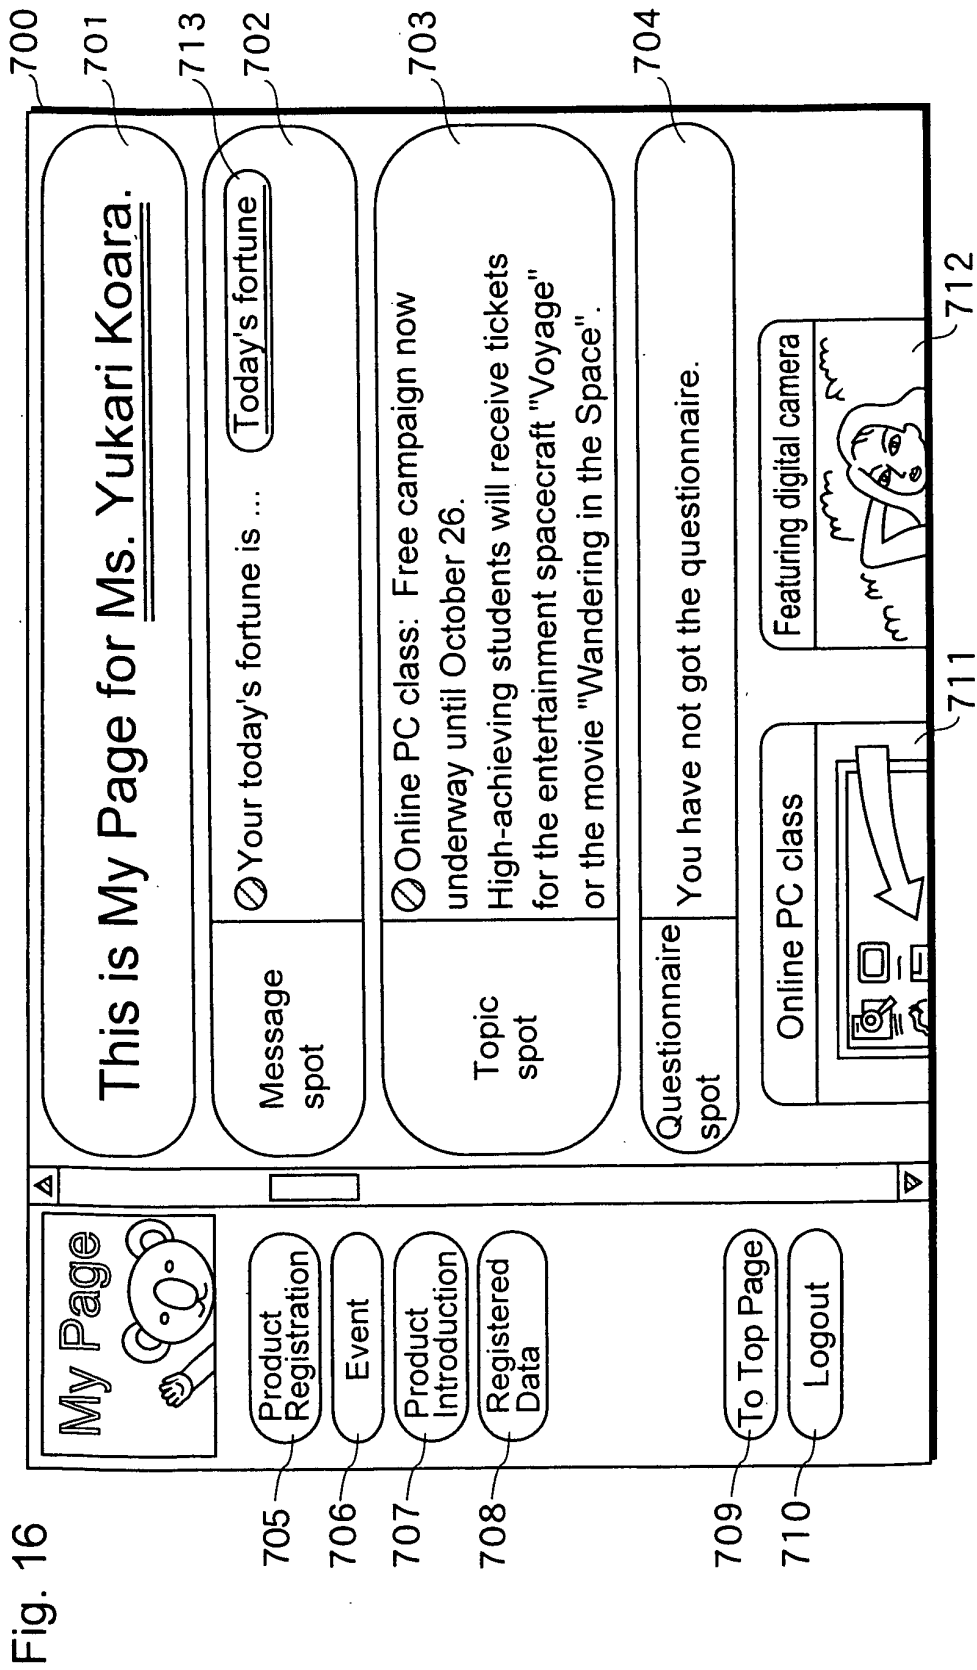 Fig. 16
My Page
Product
Registration
Event
Product
Introduction
Registered
Data
To Top Page
Logout
705
706
707
708
709
710
This is My Page for Ms. Yukari Koara.
Message
spot
Your today's fortune is ...
Today's fortune
Topic
spot
Online PC class: Free campaign now
underway until October 26.
High-achieving students will receive tickets
for the entertainment spacecraft "Voyage"
or the movie "Wandering in the Space".
Questionnaire
spot
You have not got the questionnaire.
Online PC class
Featuring digital camera
700
701
713
702
703
704
711
712